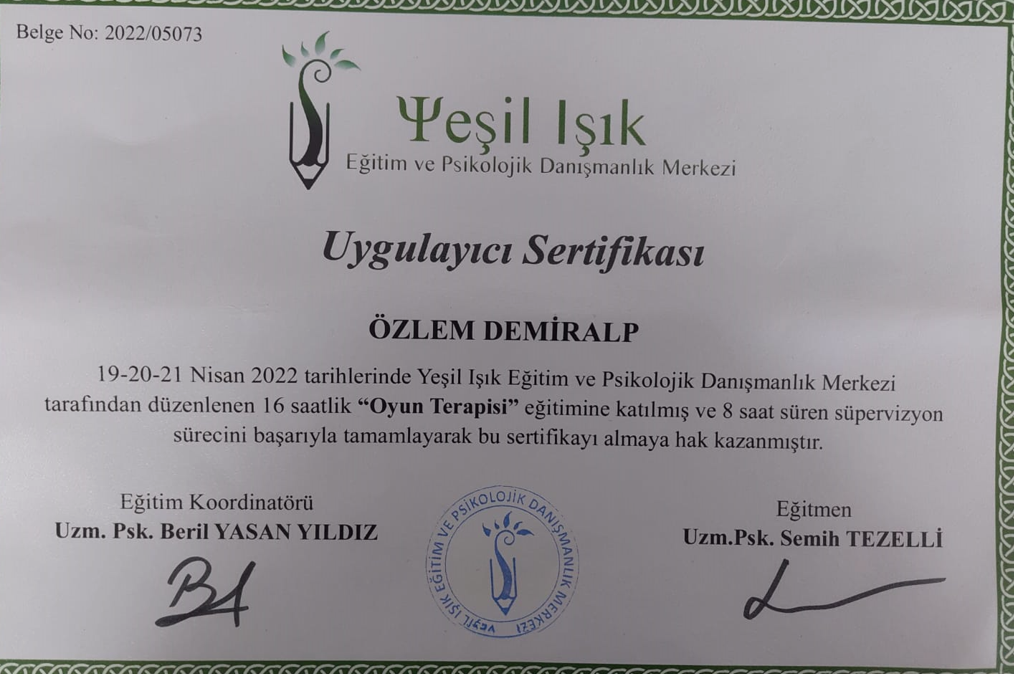 Belge No: 2022/05073
Ψeşil Işık
Eğitim ve Psikolojik Danışmanlık Merkezi
Uygulayıcı Sertifikası
ÖZLEM DEMİRALP
19-20-21 Nisan 2022 tarihlerinde Yeşil Işık Eğitim ve Psikolojik Danışmanlık Merkezi
tarafından düzenlenen 16 saatlik “Oyun Terapisi” eğitimine katılmış ve 8 saat süren süpervizyon
sürecini başarıyla tamamlayarak bu sertifikayı almaya hak kazanmıştır.
Eğitim Koordinatörü
Uzm. Psk. Beril YASAN YILDIZ
Eğitmen
Uzm.Psk. Semih TEZELLİ
YEŞİL IŞIK EĞİTİM VE PSİKOLOJİK DANIŞMANLIK MERKEZİ